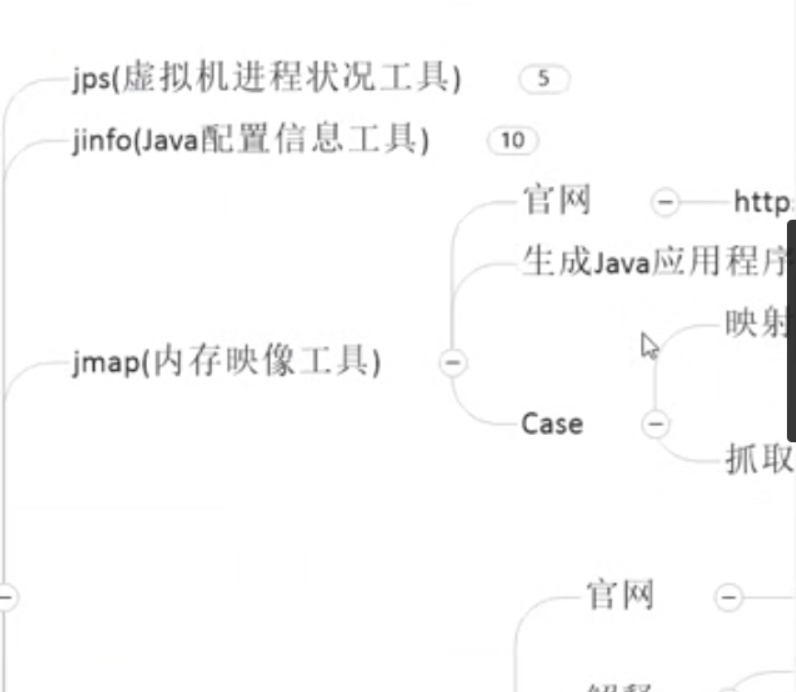 jps(虚拟机进程状况工具) 5
jinfo(Java配置信息工具) 10
官网 http
生成Java应用程序
映射
jmap(内存映像工具)
Case
抓取
官网